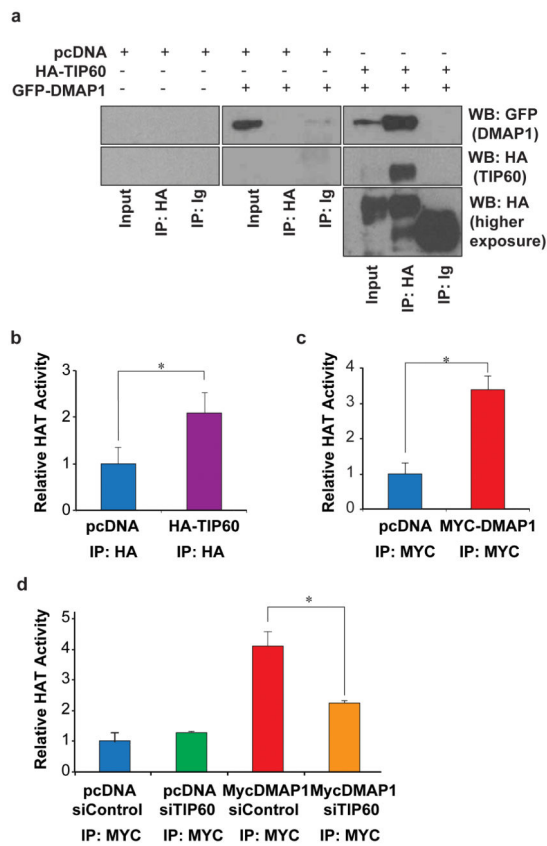 a
pcDNA + + + + + + - - -
HA-TIP60 - - - - - - + + +
GFP-DMAP1 - - - + + + + + +
WB: GFP
(DMAP1)
WB: HA
(TIP60)
WB: HA
(higher
exposure)
Input IP: HA IP: Ig Input IP: HA IP: Ig
Input IP: HA IP: Ig
b
Relative HAT Activity
3
2
1
0
*
pcDNA HA-TIP60
IP: HA IP: HA
c
Relative HAT Activity
4
3
2
1
0
*
pcDNA MYC-DMAP1
IP: MYC IP: MYC
d
Relative HAT Activity
5
4
3
2
1
0
*
pcDNA pcDNA MycDMAP1 MycDMAP1
siControl siTIP60 siControl siTIP60
IP: MYC IP: MYC IP: MYC IP: MYC